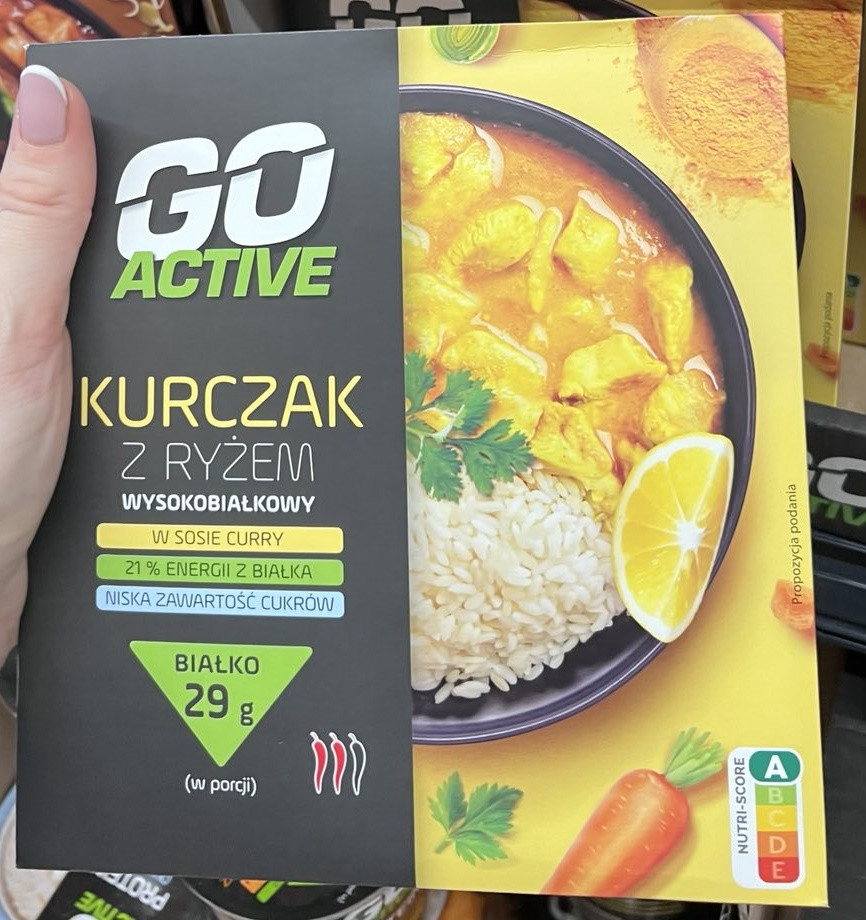 GO
ACTIVE
KURCZAK
Z RYŻEM
WYSOKOBIAŁKOWY
W SOSIE CURRY
21 % ENERGII Z BIAŁKA
NISKA ZAWARTOŚĆ CUKRÓW
BIAŁKO
29 g
(w porcji)
Propozycja podania
NUTRI-SCORE
A
B
C
D
E